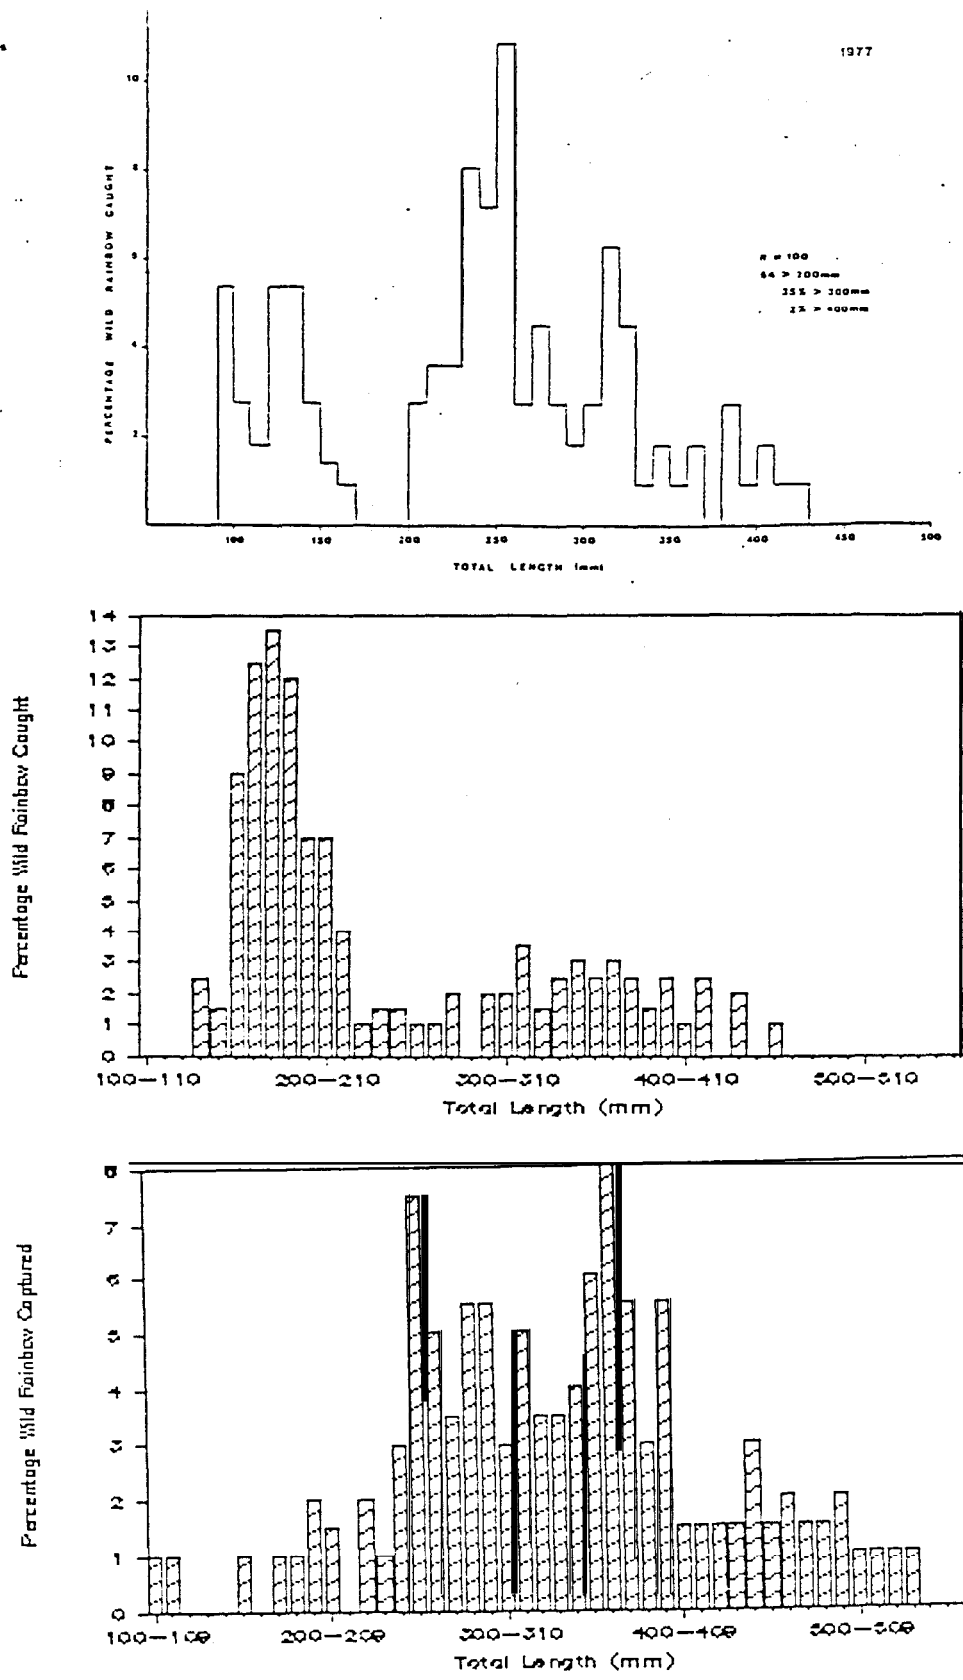 1977
10
8
6
4
2
PERCENTAGE WILD RAINBOW CAUGHT
N = 100
64 > 200mm
35% > 300mm
2% > 400mm
100 150 200 250 300 350 400 450 500
TOTAL LENGTH (mm)
14
13
12
11
10
9
8
7
6
5
4
3
2
1
0
Percentage Wild Rainbow Caught
100-110 200-210 300-310 400-410 500-510
Total Length (mm)
8
7
6
5
4
3
2
1
0
Percentage Wild Rainbow Captured
100-109 200-209 300-310 400-409 500-509
Total Length (mm)